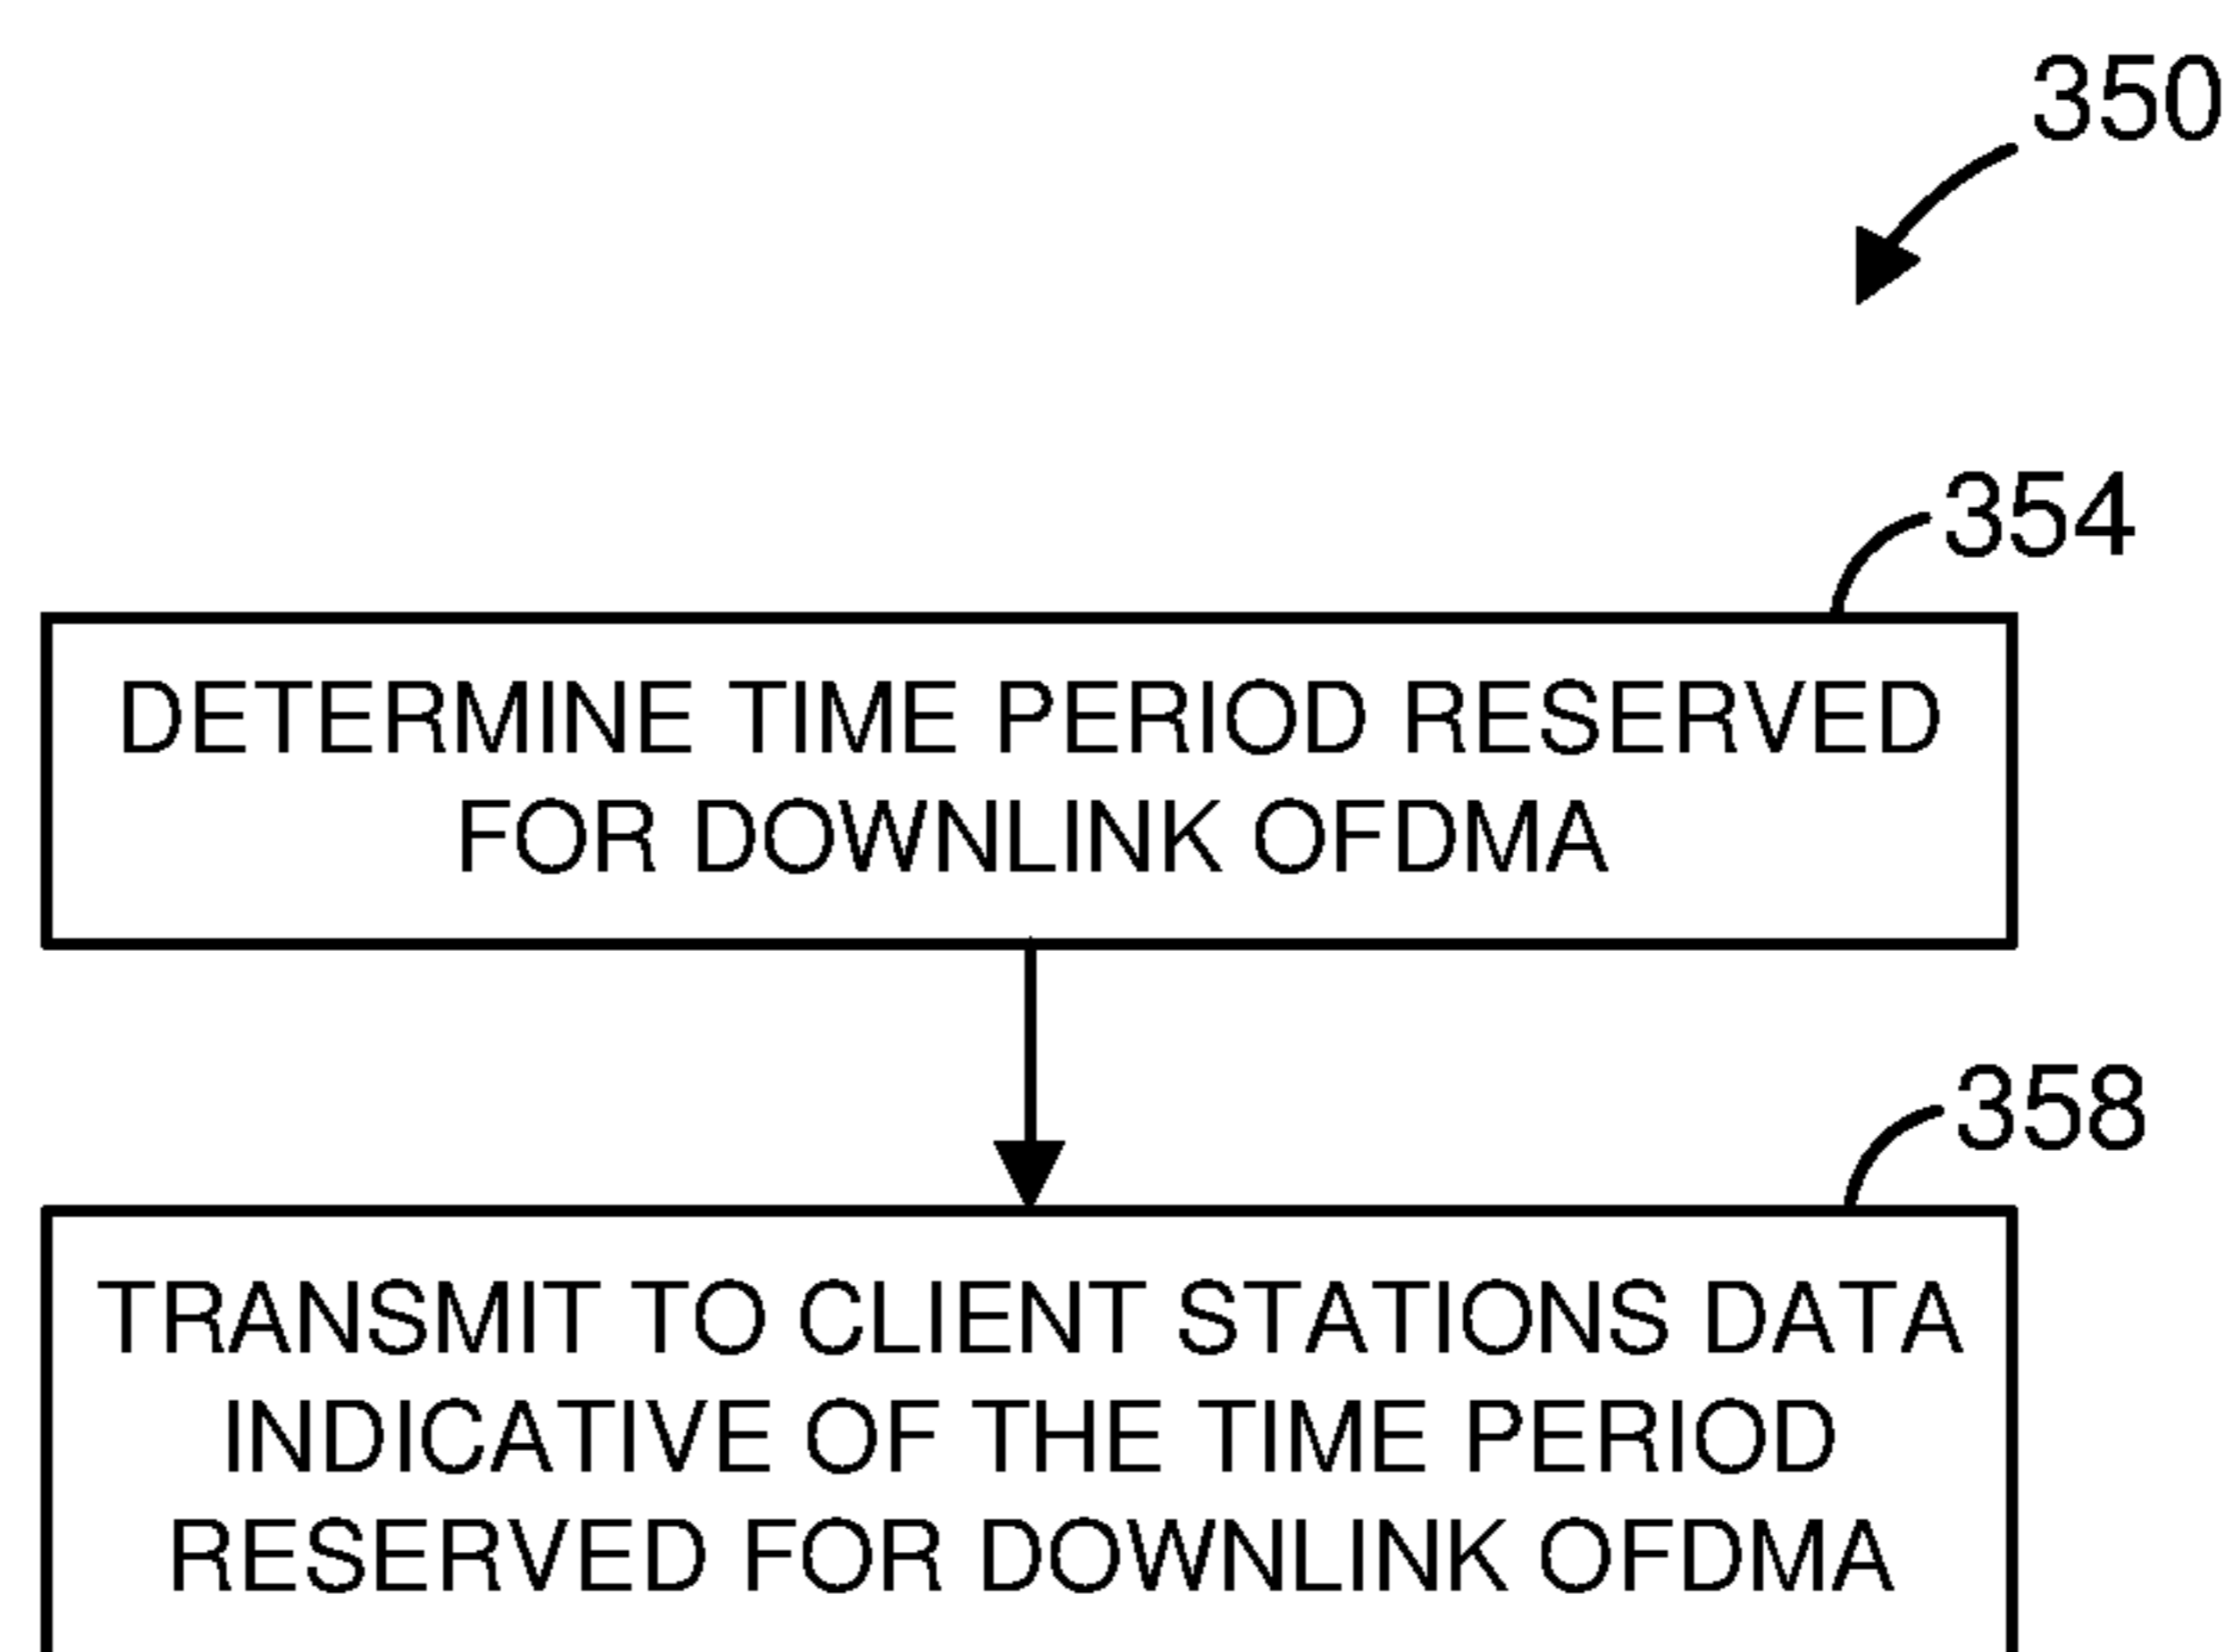 350
354
DETERMINE TIME PERIOD RESERVED
FOR DOWNLINK OFDMA
358
TRANSMIT TO CLIENT STATIONS DATA
INDICATIVE OF THE TIME PERIOD
RESERVED FOR DOWNLINK OFDMA